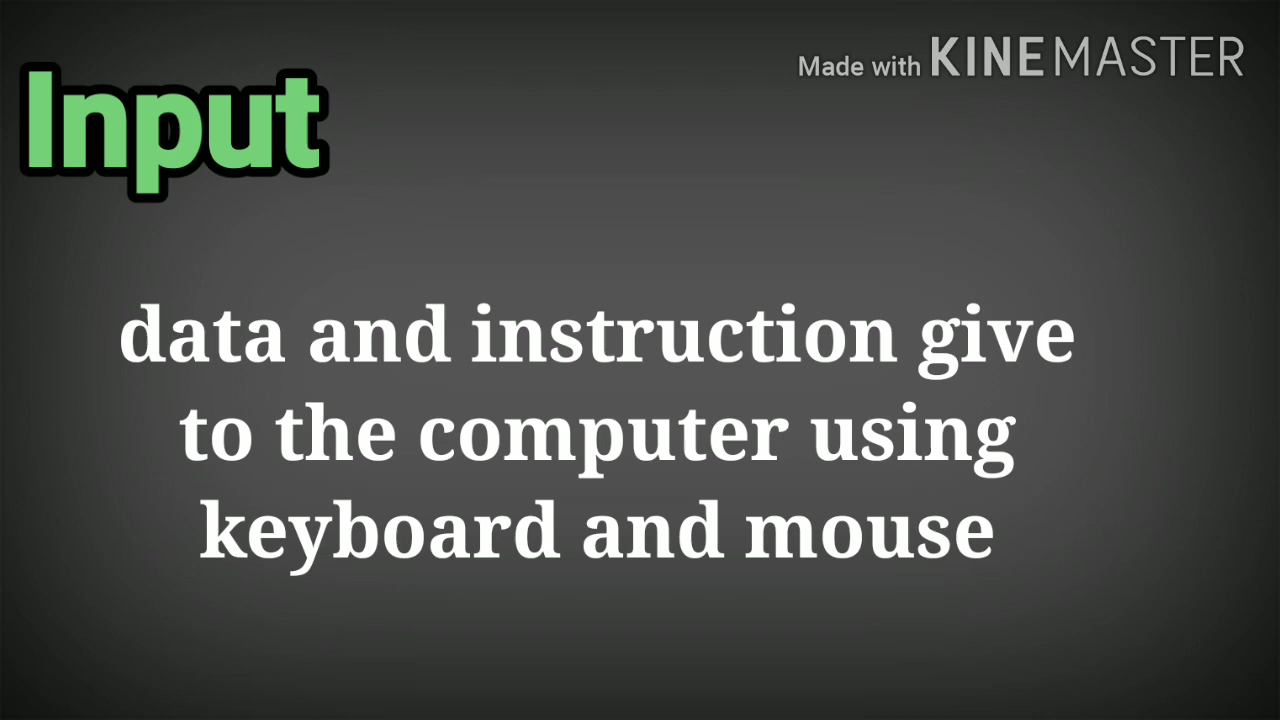 Made with KINEMASTER
Input
data and instruction give
to the computer using
keyboard and mouse